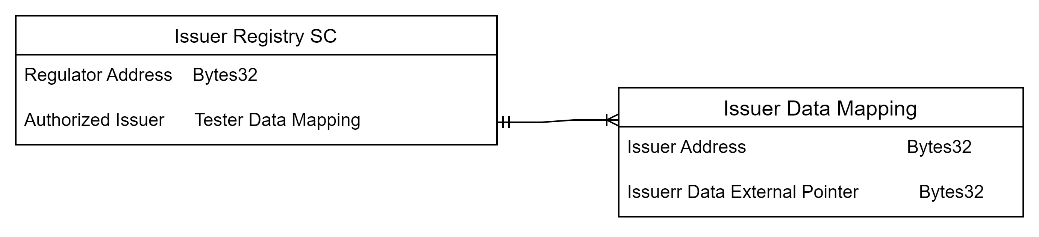 Issuer Registry SC
Regulator Address Bytes32
Authorized Issuer Tester Data Mapping
Issuer Data Mapping
Issuer Address Bytes32
Issuerr Data External Pointer Bytes32